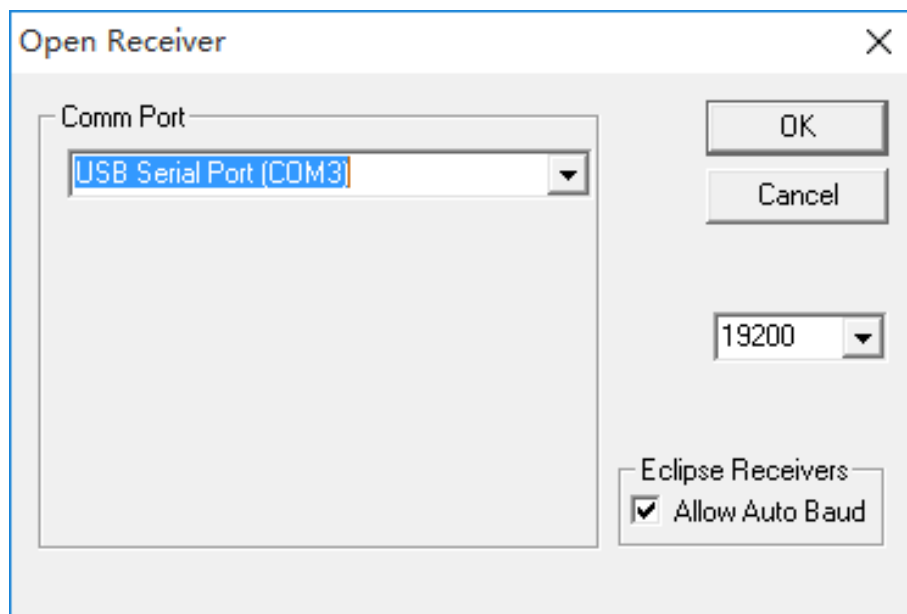 Open Receiver
Comm Port
USB Serial Port (COM3)
OK
Cancel
19200
Eclipse Receivers
Allow Auto Baud